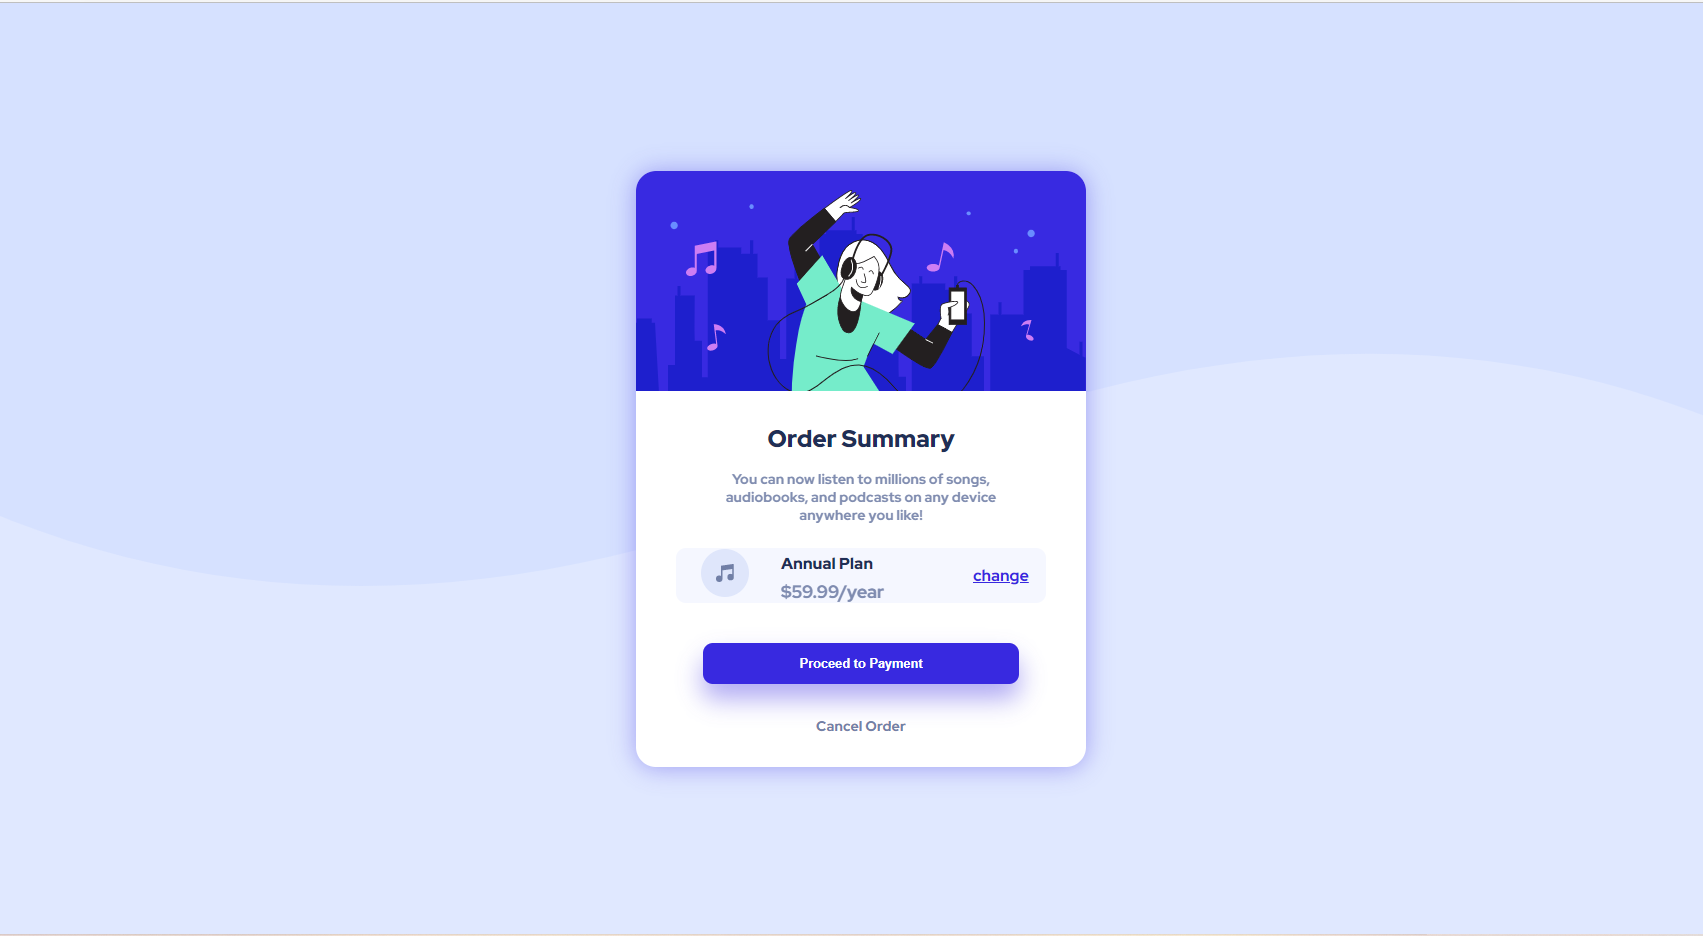 Order Summary
You can now listen to millions of songs,
audiobooks, and podcasts on any device
anywhere you like!
Annual Plan
$59.99/year
change
Proceed to Payment
Cancel Order